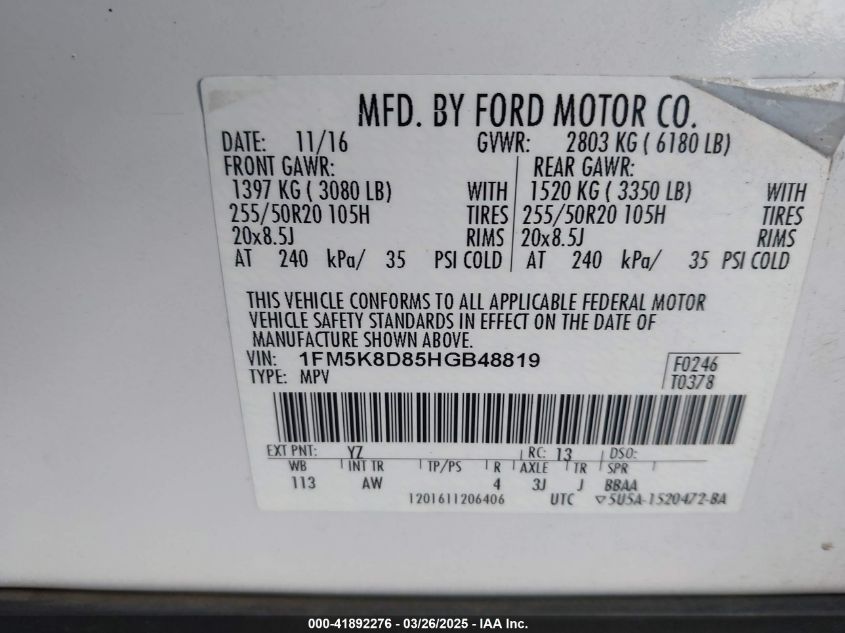 MFD. BY FORD MOTOR CO.
DATE: 11/16 GVWR: 2803 KG ( 6180 LB)
FRONT GAWR: REAR GAWR:
1397 KG ( 3080 LB) WITH 1520 KG ( 3350 LB) WITH
255/50R20 105H TIRES 255/50R20 105H TIRES
20x8.5J RIMS 20x8.5J RIMS
AT 240 kPa/ 35 PSI COLD AT 240 kPa/ 35 PSI COLD
THIS VEHICLE CONFORMS TO ALL APPLICABLE FEDERAL MOTOR
VEHICLE SAFETY STANDARDS IN EFFECT ON THE DATE OF
MANUFACTURE SHOWN ABOVE.
VIN: 1FM5K8D85HGB48819 F0246
TYPE: MPV T0378
EXT PNT: YZ RC: 13 DSO:
WB INT TR TP/PS R AXLE TR SPR
113 AW 4 3J J BBAA
1201611206406 UTC ▽5U5A-1520472-BA
000-41892276 - 03/26/2025 - IAA Inc.